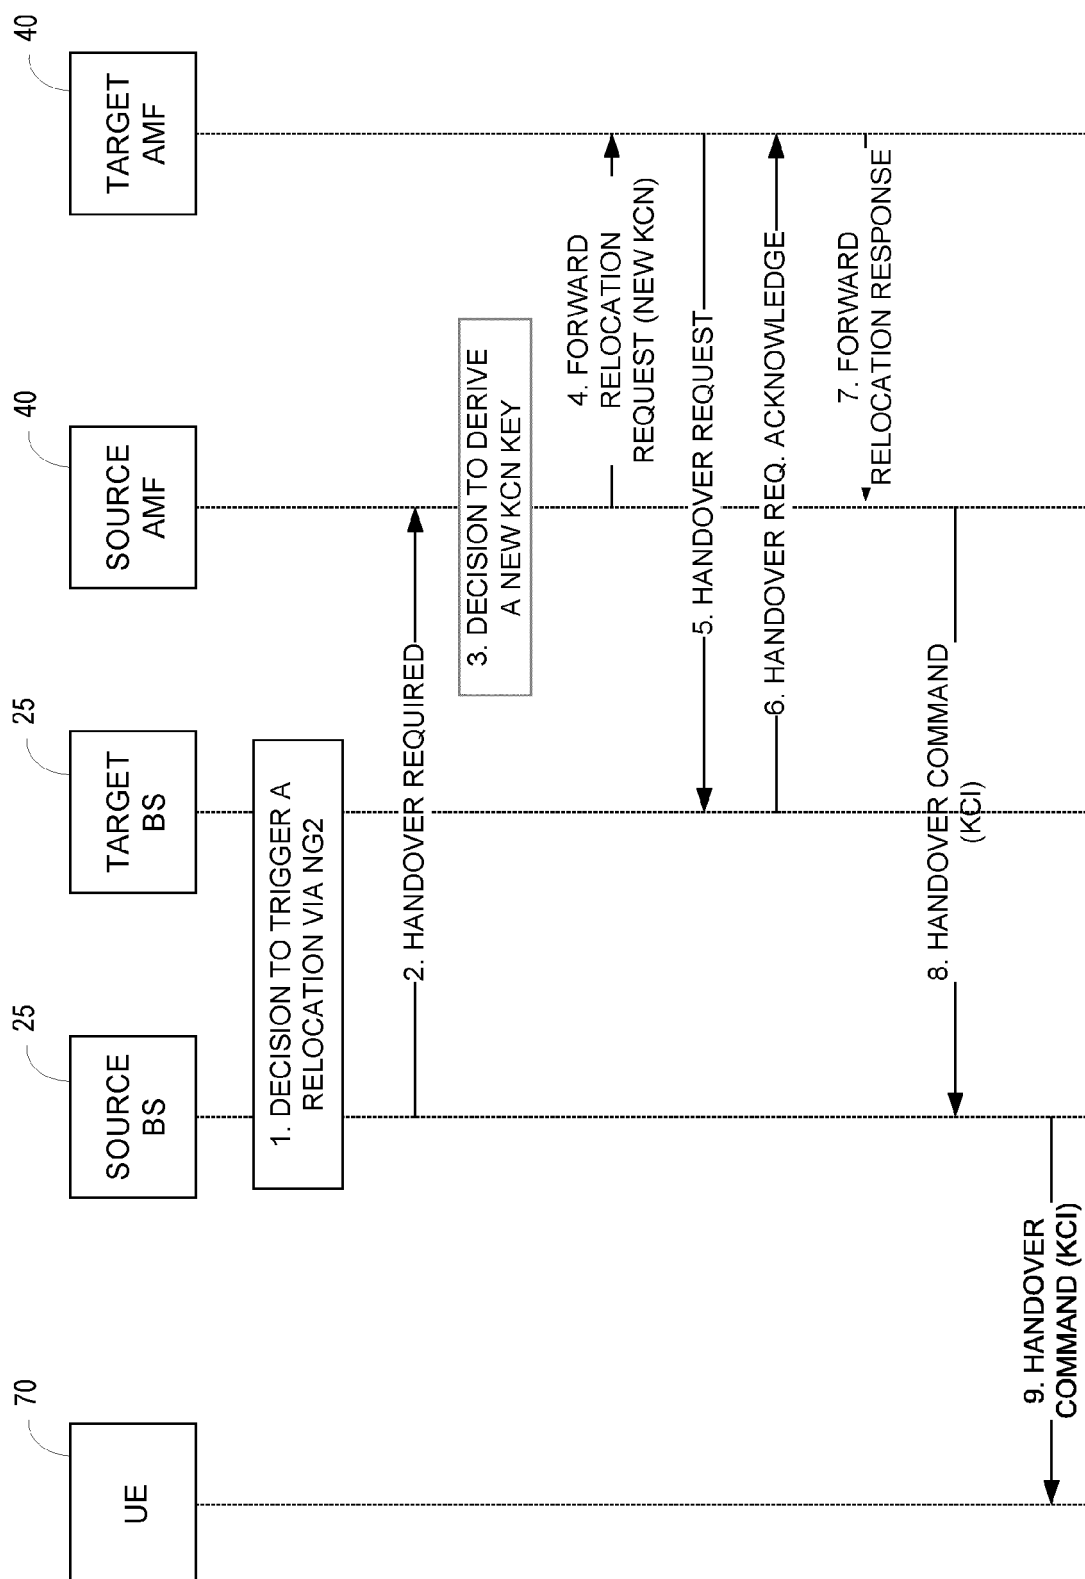 UE
70
SOURCE
BS
25
TARGET
BS
25
SOURCE
AMF
40
TARGET
AMF
40
1. DECISION TO TRIGGER A
RELOCATION VIA NG2
2. HANDOVER REQUIRED
3. DECISION TO DERIVE
A NEW KCN KEY
4. FORWARD
RELOCATION
REQUEST (NEW KCN)
5. HANDOVER REQUEST
6. HANDOVER REQ. ACKNOWLEDGE
7. FORWARD
RELOCATION RESPONSE
8. HANDOVER COMMAND
(KCI)
9. HANDOVER
COMMAND (KCI)